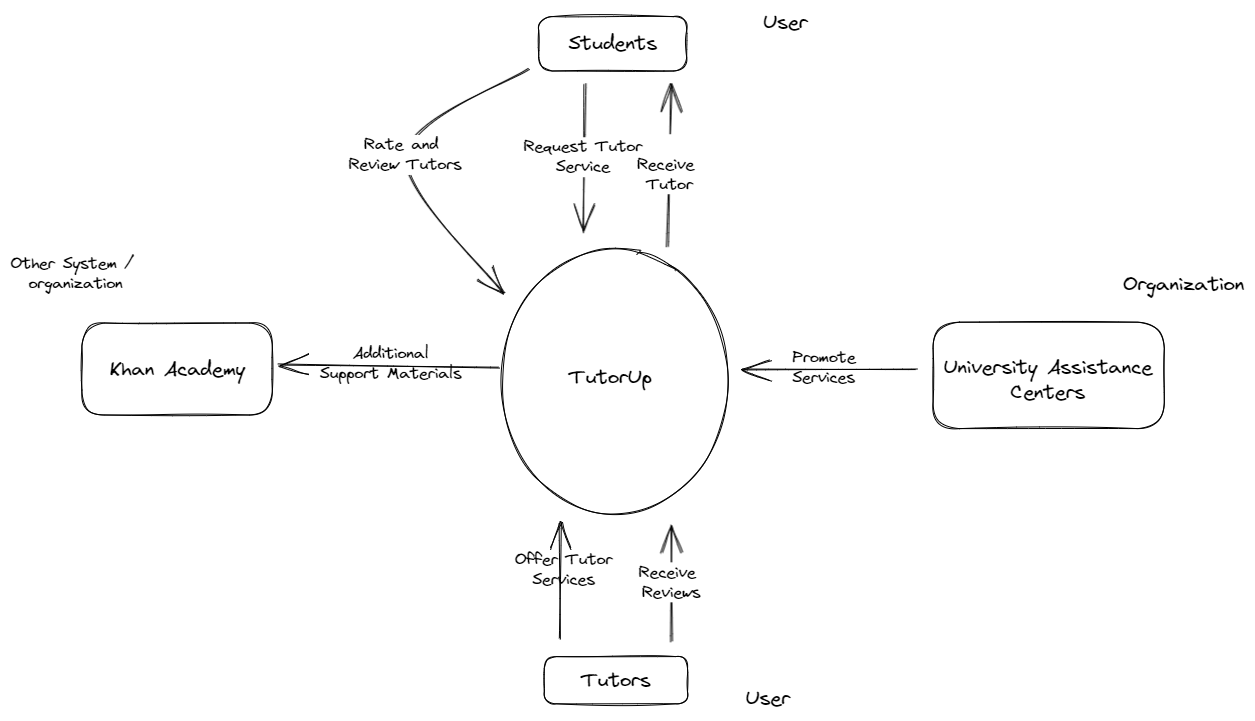 User
Students
Rate and
Review Tutors
Request Tutor
Service
Receive
Tutor
Other System /
organization
Organization
Khan Academy
Additional
Support Materials
TutorUp
Promote
Services
University Assistance
Centers
Offer Tutor
Services
Receive
Reviews
Tutors
User